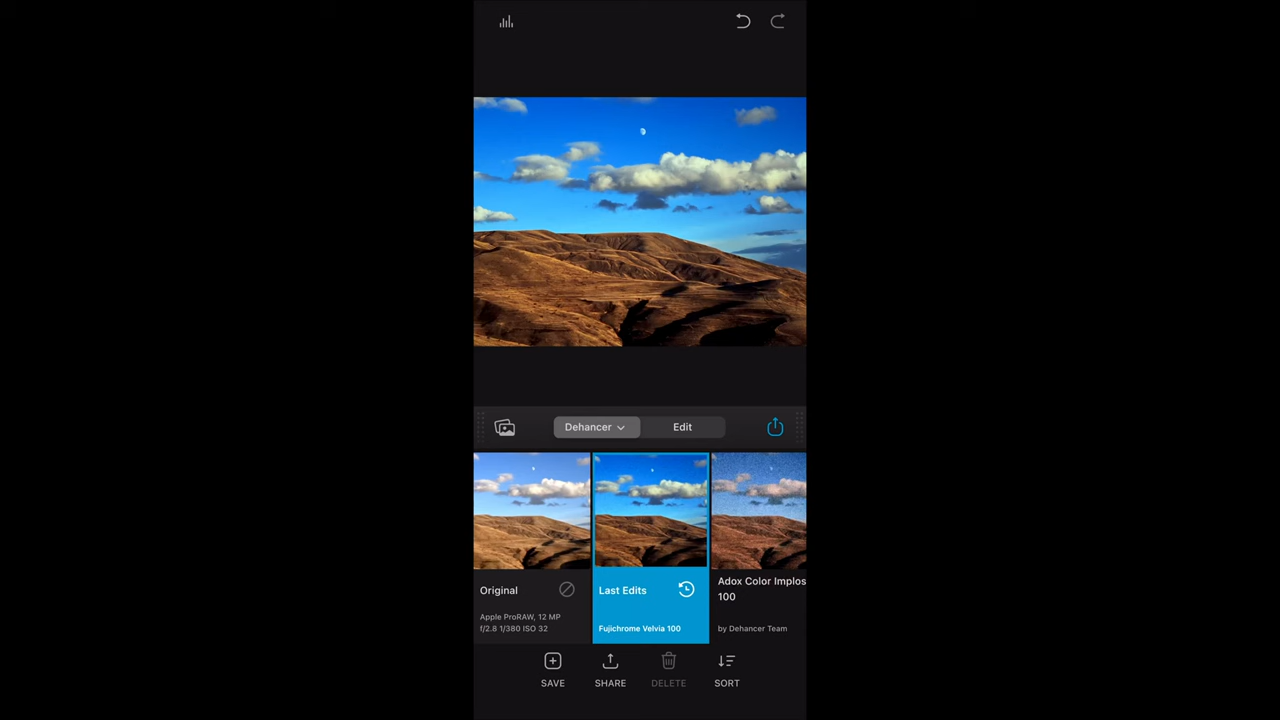 Dehancer
Edit
Original
Apple ProRAW, 12 MP
f/2.8 1/380 ISO 32
Last Edits
Fujichrome Velvia 100
Adox Color Implos
100
by Dehancer Team
SAVE
SHARE
DELETE
SORT